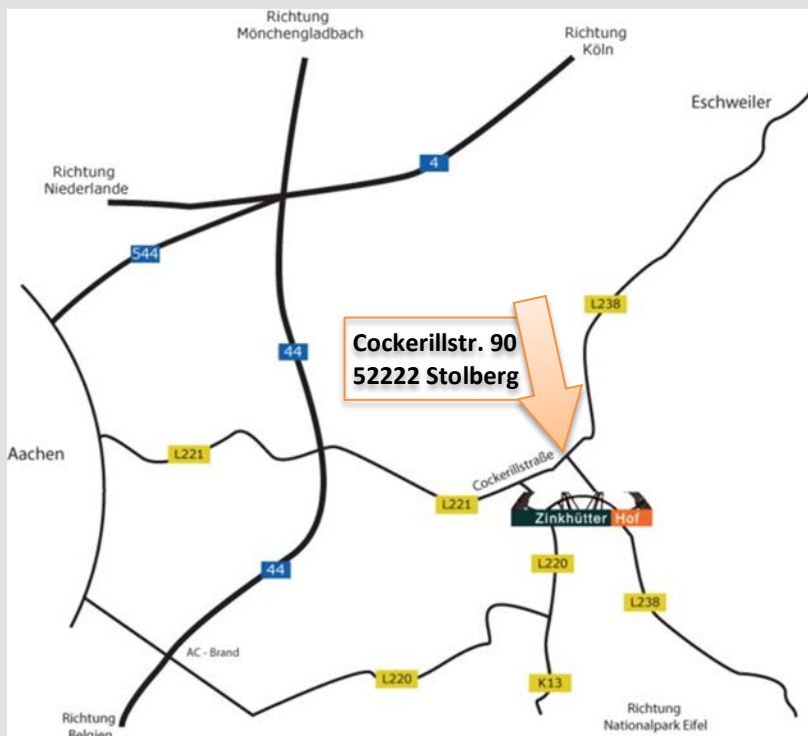 Richtung
Mönchengladbach
Richtung
Köln
Eschweiler
Richtung
Niederlande
4
544
L238
44
Cockerillstr. 90
52222 Stolberg
Aachen
L221
Cockerillstraße
L221
Zinkhütter Hof
L220
44
L238
AC - Brand
L220
K13
Richtung
Nationalpark Eifel
Richtung
Belgien